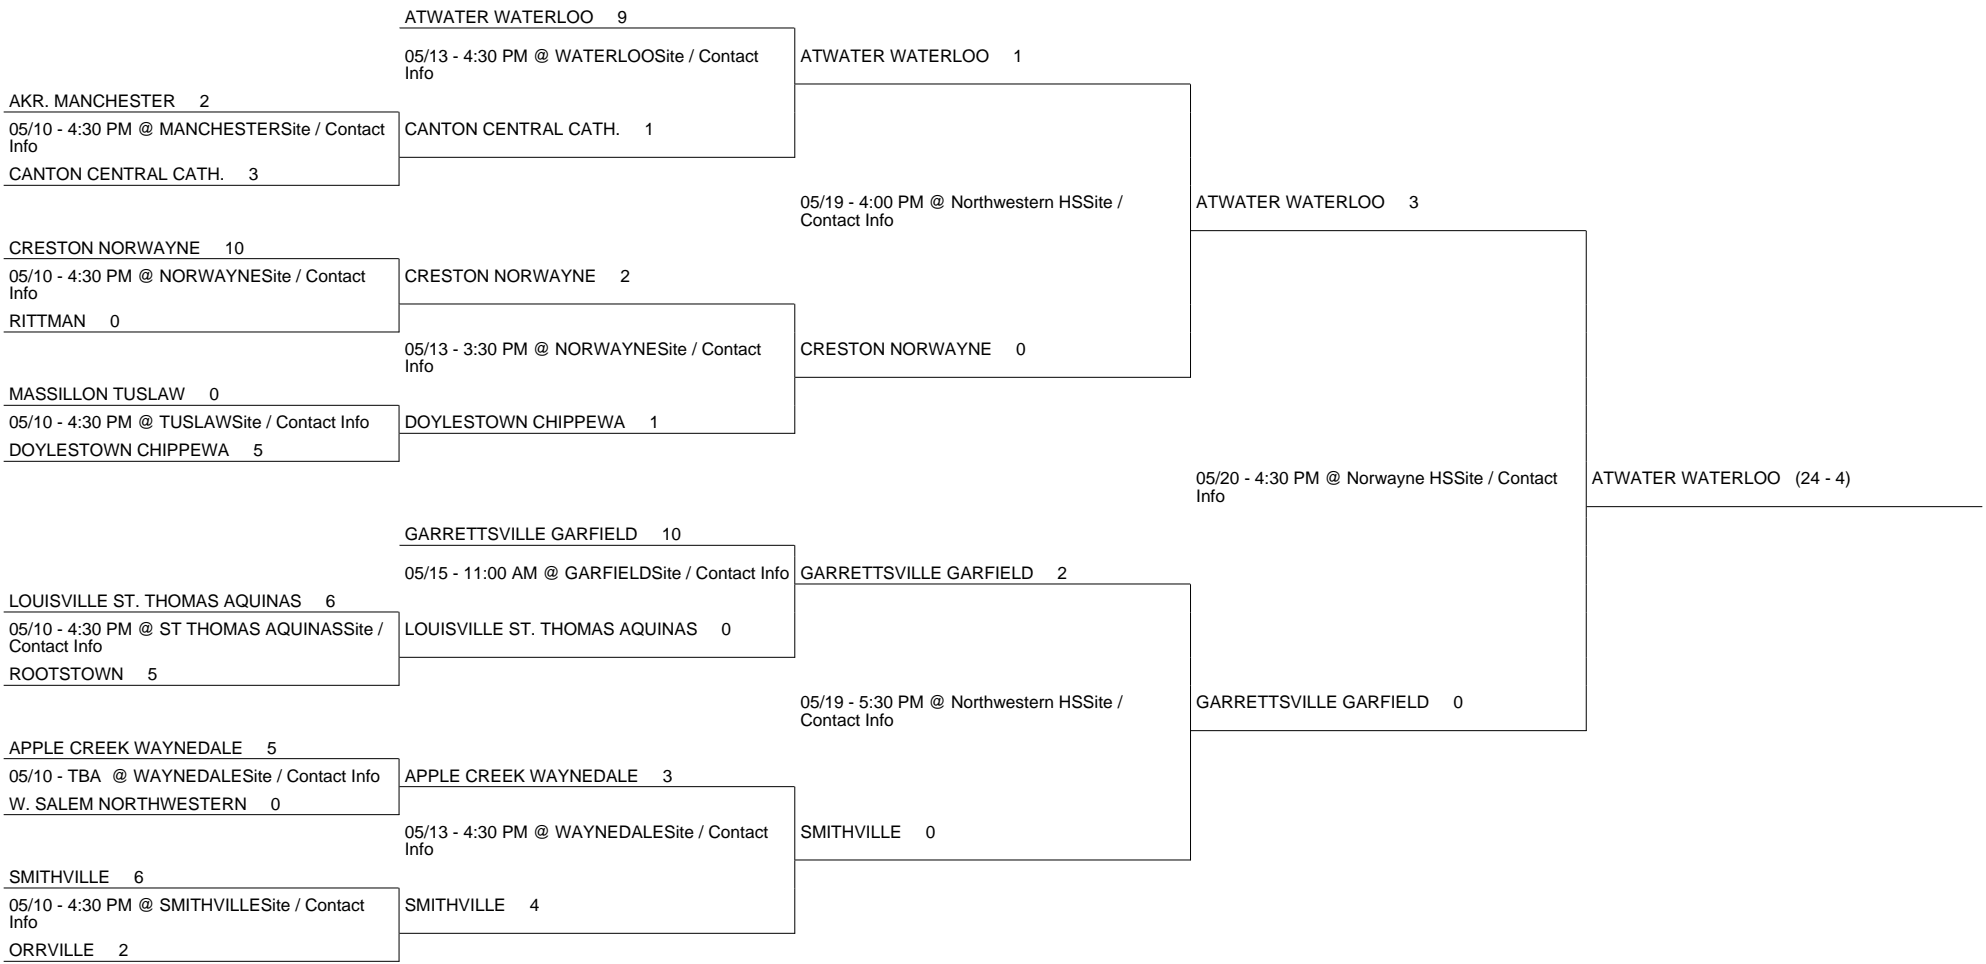 ATWATER WATERLOO 9
05/13 - 4:30 PM @ WATERLOOSite / Contact
Info
ATWATER WATERLOO 1
AKR. MANCHESTER 2
05/10 - 4:30 PM @ MANCHESTERSite / Contact
Info
CANTON CENTRAL CATH. 1
CANTON CENTRAL CATH. 3
05/19 - 4:00 PM @ Northwestern HSSite /
Contact Info
ATWATER WATERLOO 3
CRESTON NORWAYNE 10
05/10 - 4:30 PM @ NORWAYNESite / Contact
Info
CRESTON NORWAYNE 2
RITTMAN 0
05/13 - 3:30 PM @ NORWAYNESite / Contact
Info
CRESTON NORWAYNE 0
MASSILLON TUSLAW 0
05/10 - 4:30 PM @ TUSLAWSite / Contact Info
DOYLESTOWN CHIPPEWA 1
DOYLESTOWN CHIPPEWA 5
05/20 - 4:30 PM @ Norwayne HSSite / Contact
Info
ATWATER WATERLOO (24 - 4)
GARRETTSVILLE GARFIELD 10
05/15 - 11:00 AM @ GARFIELDSite / Contact Info
GARRETTSVILLE GARFIELD 2
LOUISVILLE ST. THOMAS AQUINAS 6
05/10 - 4:30 PM @ ST THOMAS AQUINASSite /
Contact Info
LOUISVILLE ST. THOMAS AQUINAS 0
ROOTSTOWN 5
05/19 - 5:30 PM @ Northwestern HSSite /
Contact Info
GARRETTSVILLE GARFIELD 0
APPLE CREEK WAYNEDALE 5
05/10 - TBA @ WAYNEDALESite / Contact Info
APPLE CREEK WAYNEDALE 3
W. SALEM NORTHWESTERN 0
05/13 - 4:30 PM @ WAYNEDALESite / Contact
Info
SMITHVILLE 0
SMITHVILLE 6
05/10 - 4:30 PM @ SMITHVILLESite / Contact
Info
SMITHVILLE 4
ORRVILLE 2